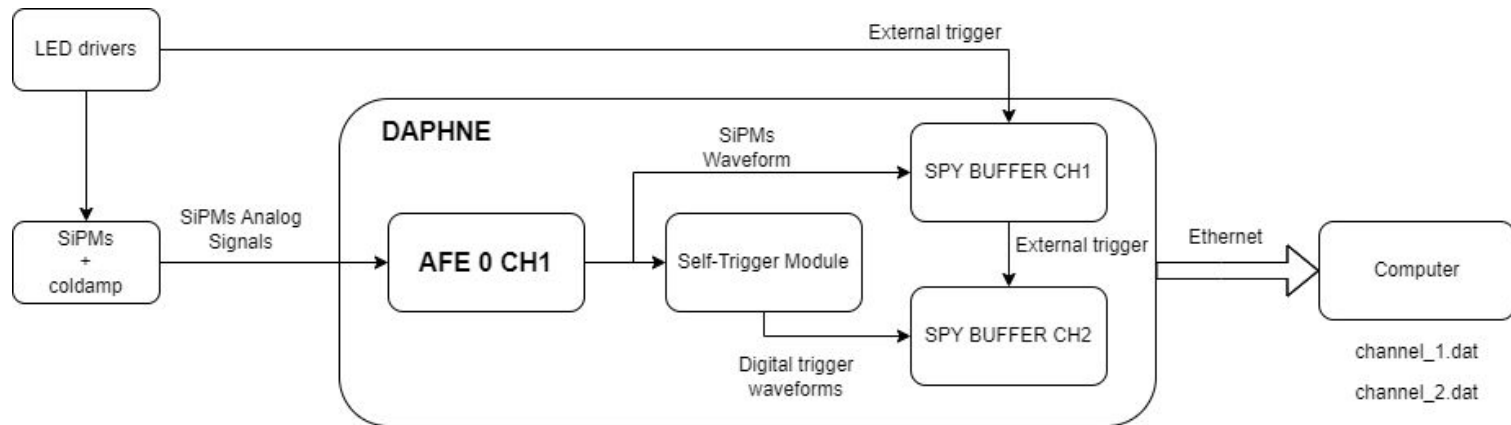 LED drivers
External trigger
DAPHNE
SiPMs
Waveform
SPY BUFFER CH1
SiPMs Analog
Signals
SiPMs
+
coldamp
AFE 0 CH1
Self-Trigger Module
External trigger
Ethernet
Computer
SPY BUFFER CH2
Digital trigger
waveforms
channel_1.dat
channel_2.dat